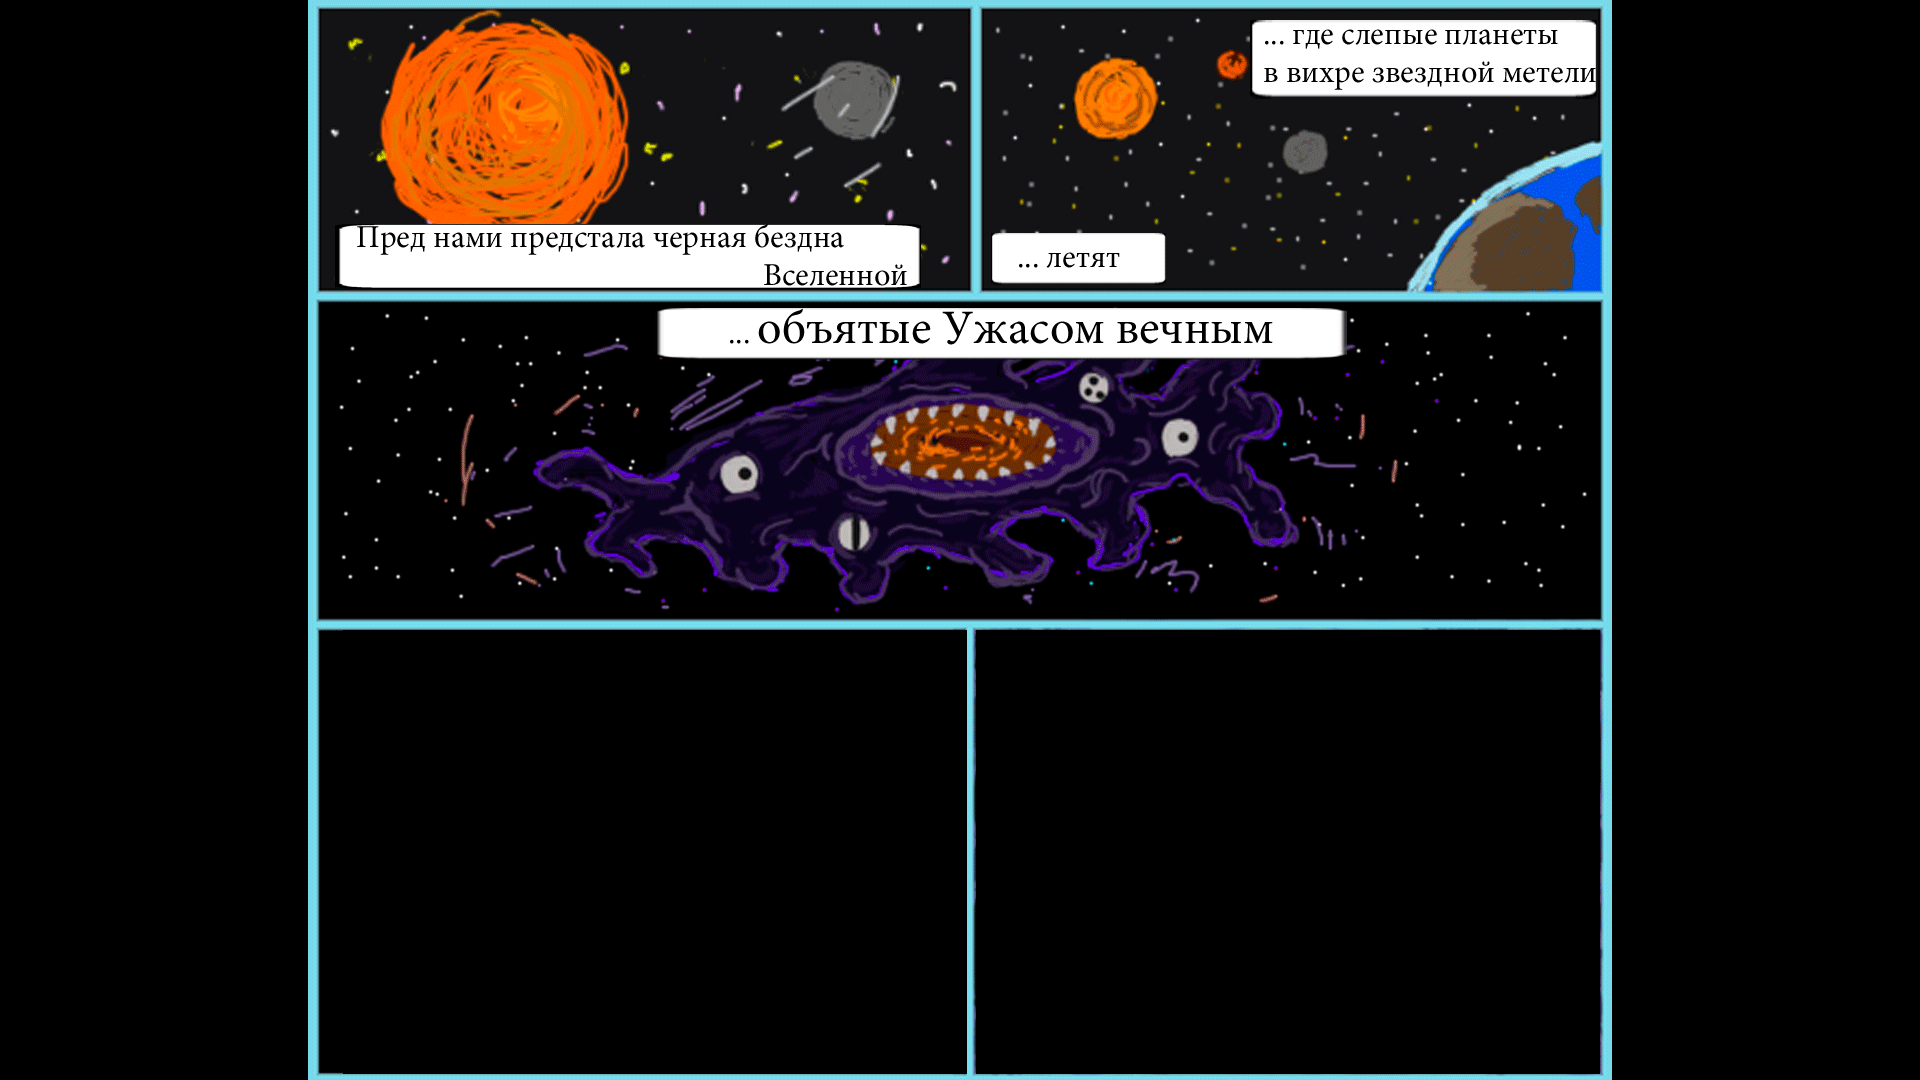 Пред нами предстала черная бездна
Вселенной
... где слепые планеты
в вихре звездной метели
... летят
... объятые Ужасом вечным